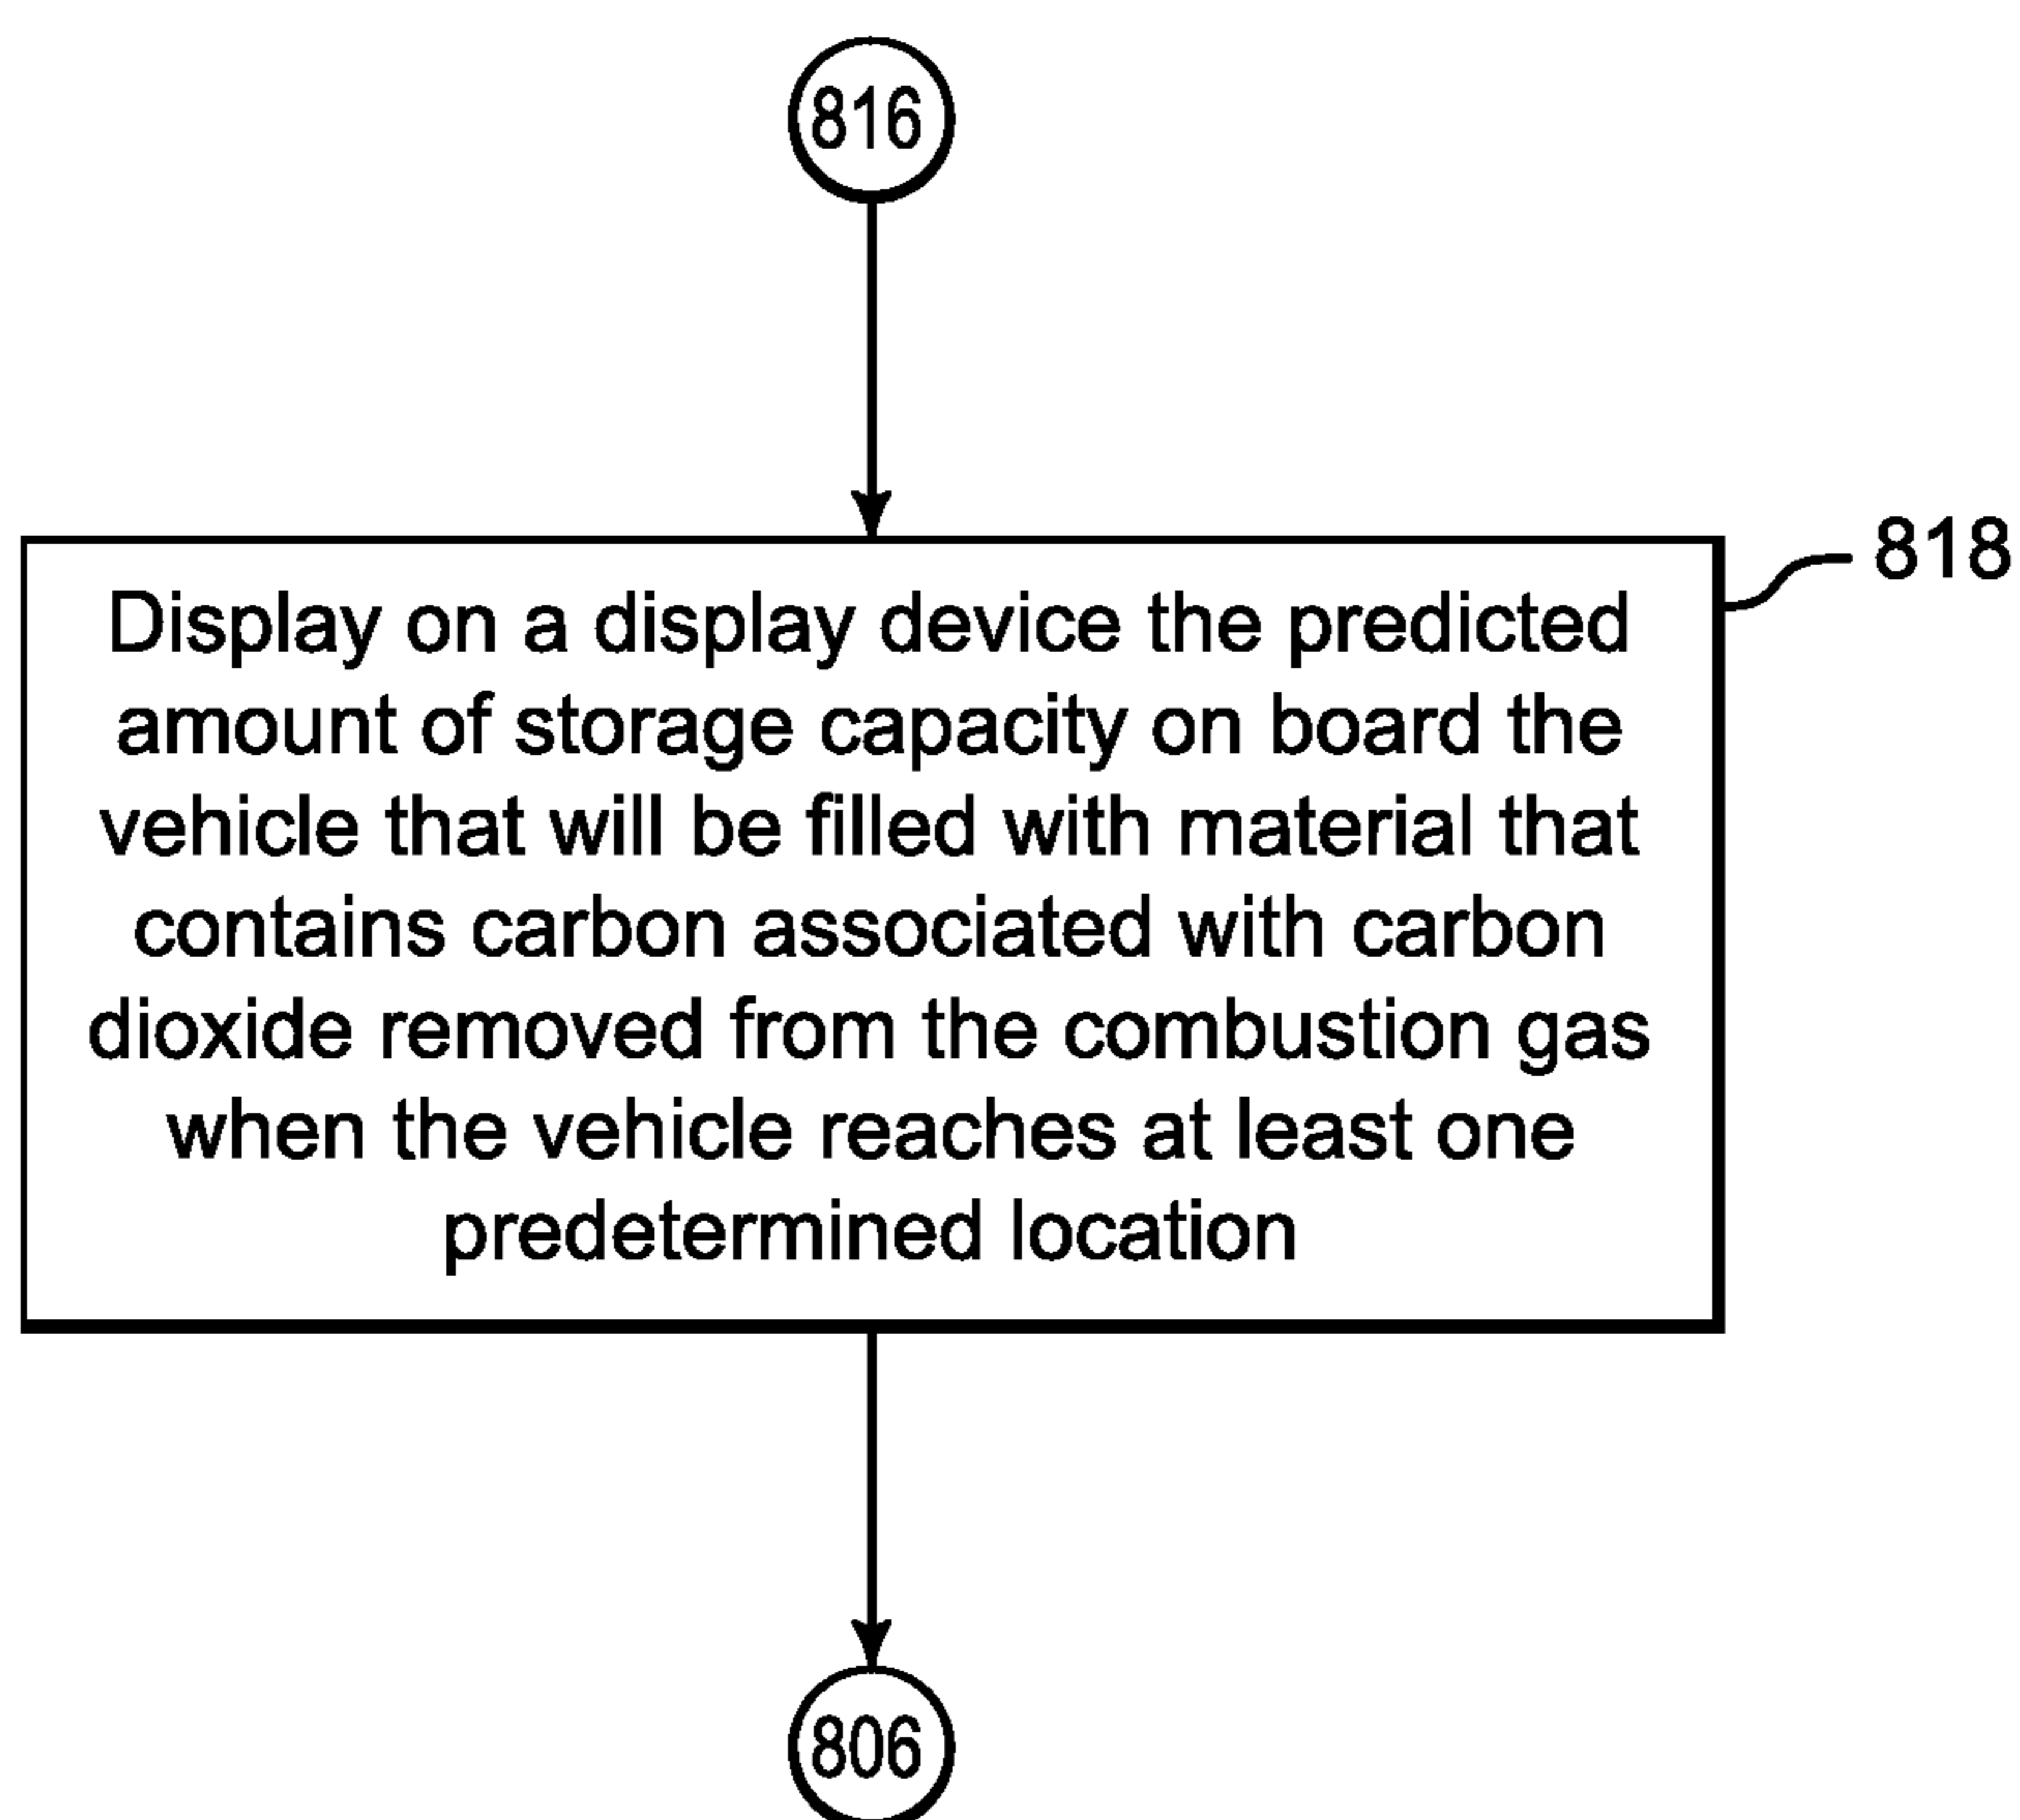 816
818
Display on a display device the predicted
amount of storage capacity on board the
vehicle that will be filled with material that
contains carbon associated with carbon
dioxide removed from the combustion gas
when the vehicle reaches at least one
predetermined location
806